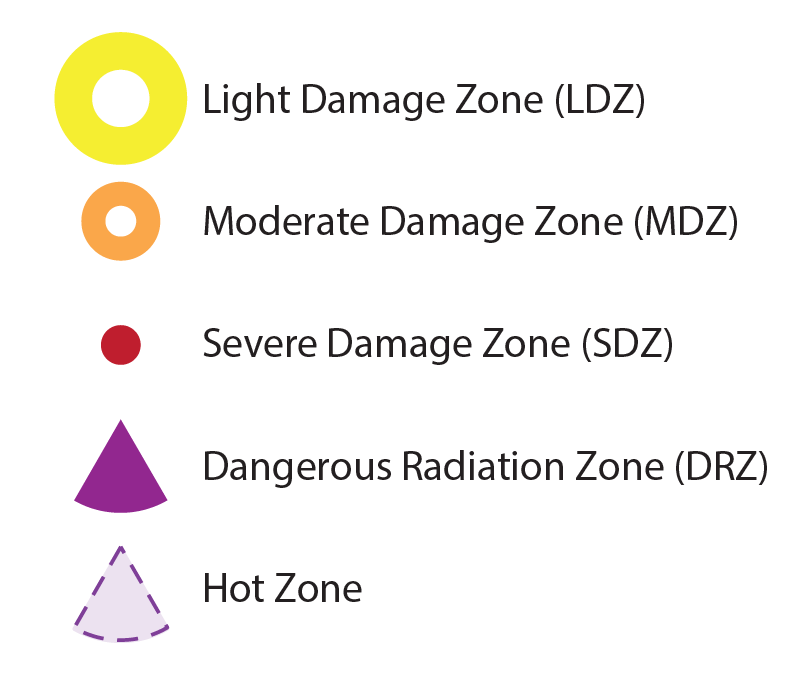 Light Damage Zone (LDZ)
Moderate Damage Zone (MDZ)
Severe Damage Zone (SDZ)
Dangerous Radiation Zone (DRZ)
Hot Zone